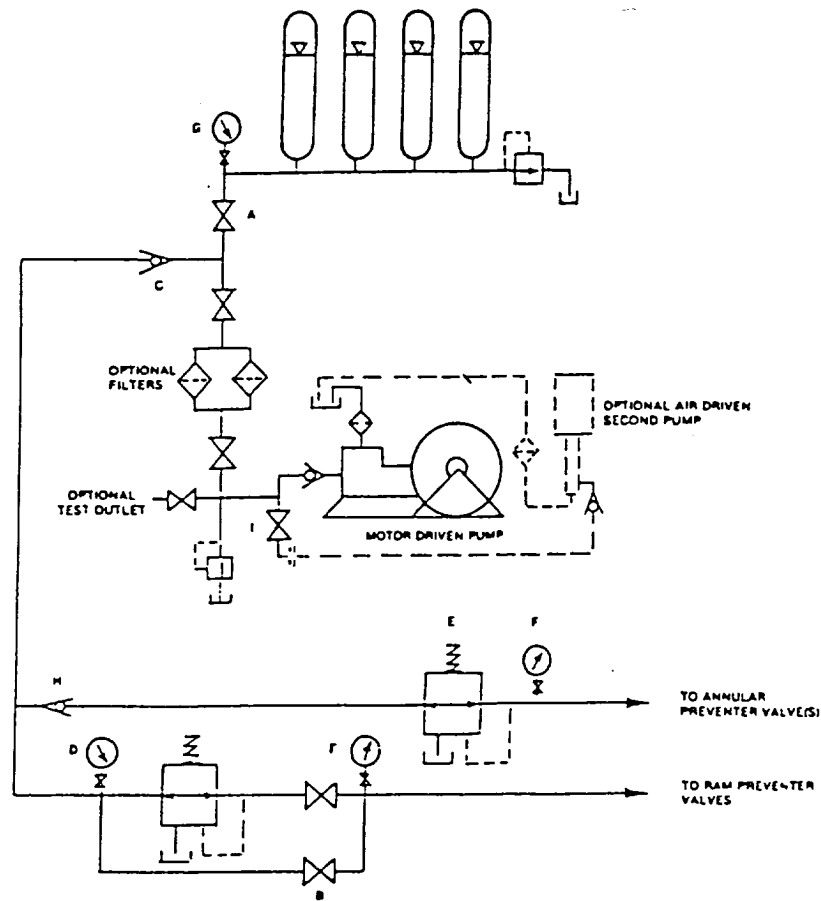 G
A
C
OPTIONAL
FILTERS
OPTIONAL AIR DRIVEN
SECOND PUMP
OPTIONAL
TEST OUTLET
I
MOTOR DRIVEN PUMP
E
F
H
TO ANNULAR
PREVENTER VALVE(S)
D
F
TO RAM PREVENTER
VALVES
B